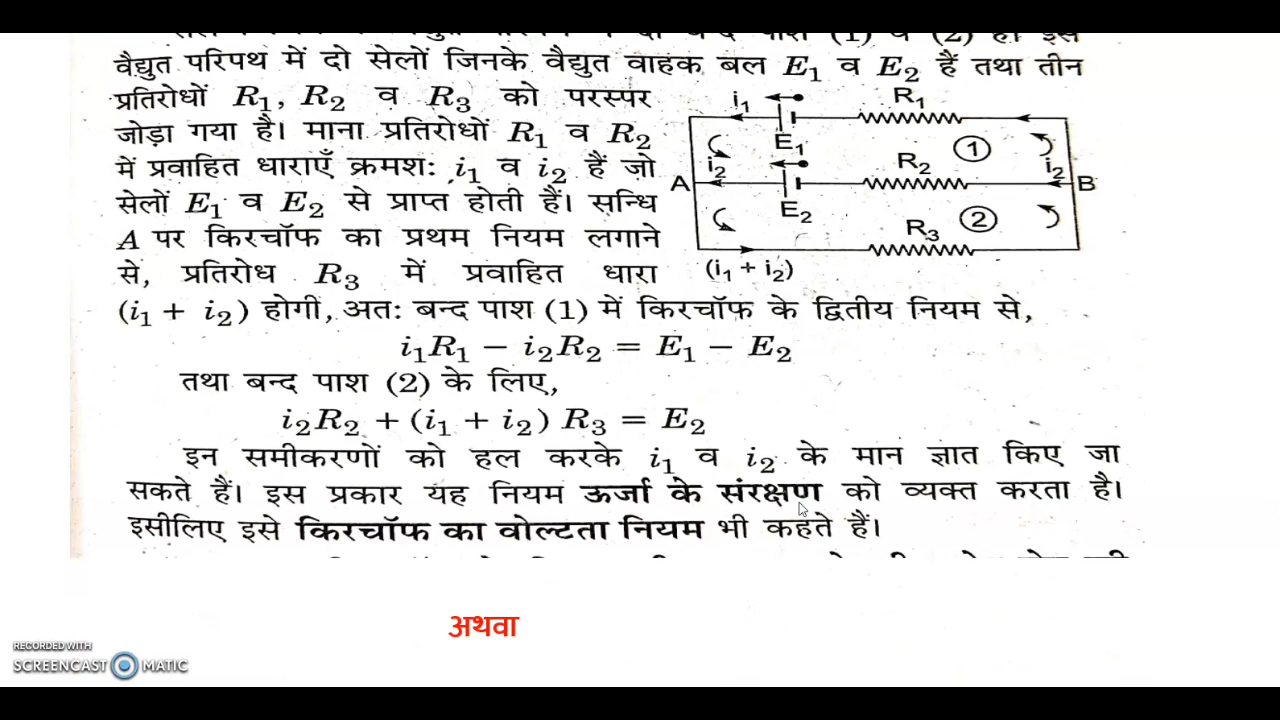 वैद्युत परिपथ में दो सेलों जिनके वैद्युत वाहक बल E₁ व E₂ हैं तथा तीन
प्रतिरोधों R₁, R₂ व R₃ को परस्पर
जोड़ा गया है। माना प्रतिरोधों R₁ व R₂
में प्रवाहित धाराएँ क्रमशः i₁ व i₂ हैं जो
सेलों E₁ व E₂ से प्राप्त होती हैं। सन्धि
A पर किरचॉफ का प्रथम नियम लगाने
से, प्रतिरोध R₃ में प्रवाहित धारा
i₁ R₁
E₁ 1
i₂ R₂ i₂
A B
E₂ 2
R₃
(i₁ + i₂)
(i₁ + i₂) होगी, अतः बन्द पाश (1) में किरचॉफ के द्वितीय नियम से,
i₁R₁ − i₂R₂ = E₁ − E₂
तथा बन्द पाश (2) के लिए,
i₂R₂ + (i₁ + i₂) R₃ = E₂
इन समीकरणों को हल करके i₁ व i₂ के मान ज्ञात किए जा
सकते हैं। इस प्रकार यह नियम ऊर्जा के संरक्षण को व्यक्त करता है।
इसीलिए इसे किरचॉफ का वोल्टता नियम भी कहते हैं।
अथवा
RECORDED WITH
SCREENCAST MATIC